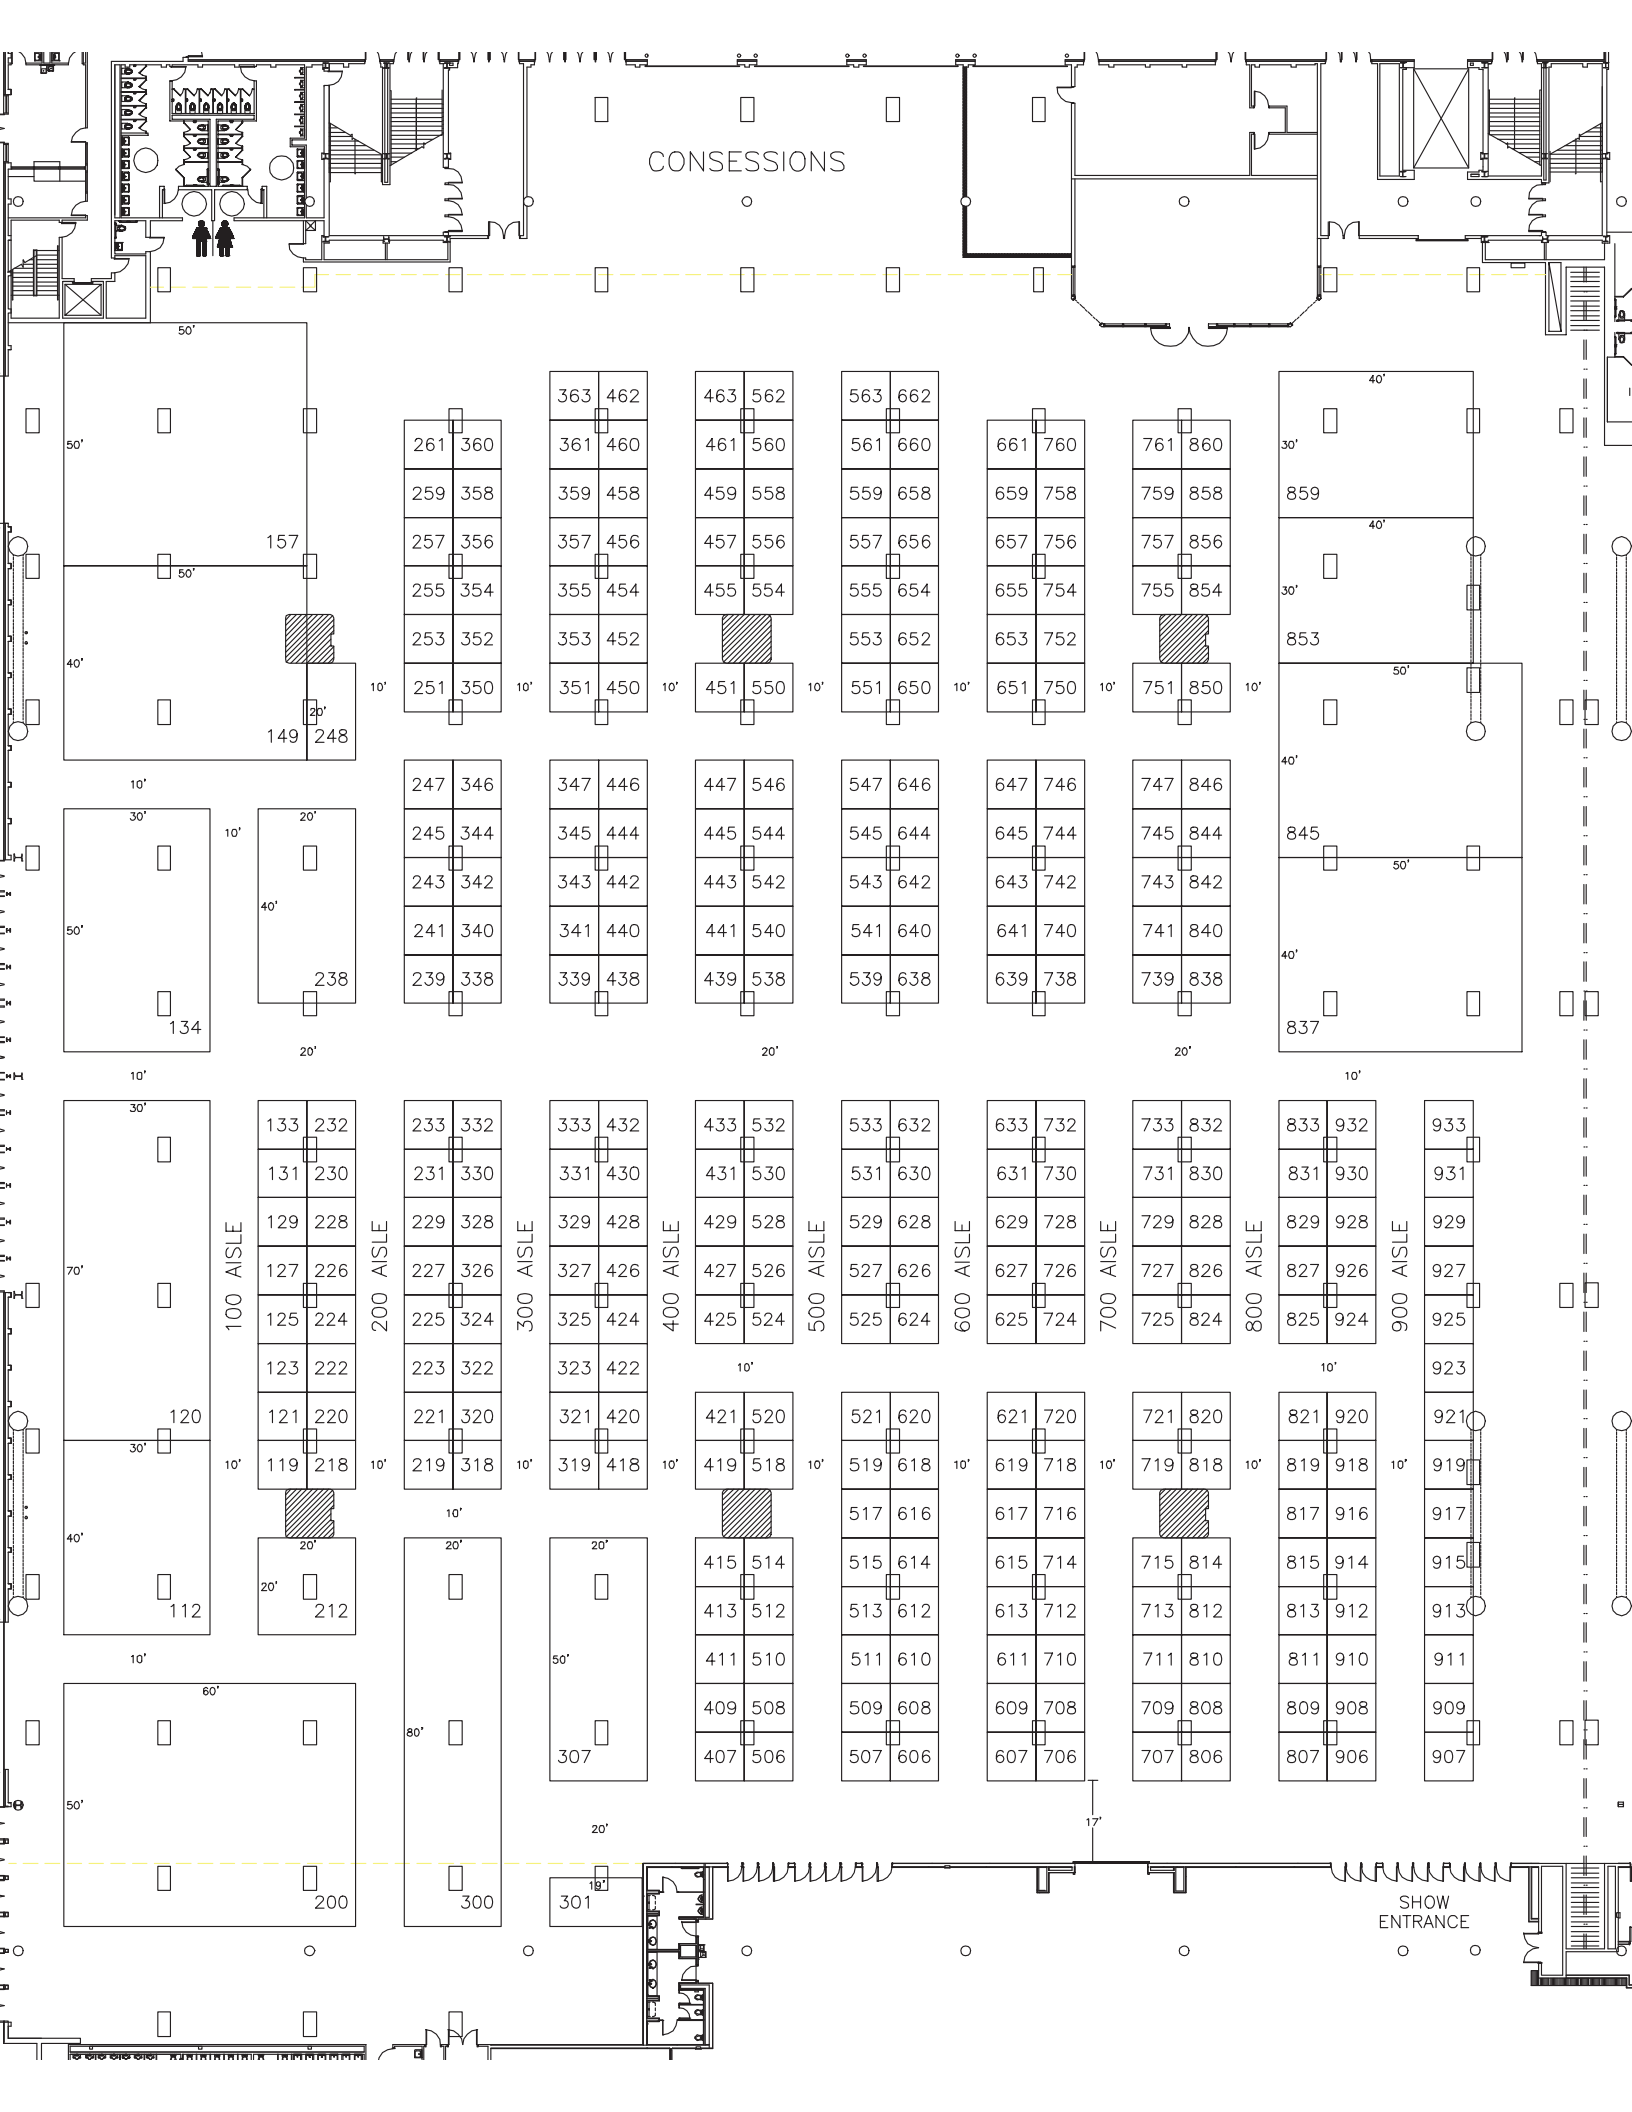 CONSESSIONS
50'
363 462 463 562 563 662 40'
50' 261 360 361 460 461 560 561 660 661 760 761 860 30'
259 358 359 458 459 558 559 658 659 758 759 858 859
40'
157 257 356 357 456 457 556 557 656 657 756 757 856
50'
255 354 355 454 455 554 555 654 655 754 755 854 30'
253 352 353 452 553 652 653 752 853
40'
50'
10' 251 350 10' 351 450 10' 451 550 10' 551 650 10' 651 750 10' 751 850 10'
20'
149 248
40'
10' 247 346 347 446 447 546 547 646 647 746 747 846
30' 20'
10' 245 344 345 444 445 544 545 644 645 744 745 844 845
50'
243 342 343 442 443 542 543 642 643 742 743 842
40'
50' 241 340 341 440 441 540 541 640 641 740 741 840
40'
238 239 338 339 438 439 538 539 638 639 738 739 838
134 837
20' 20' 20'
10' 10'
30'
133 232 233 332 333 432 433 532 533 632 633 732 733 832 833 932 933
131 230 231 330 331 430 431 530 531 630 631 730 731 830 831 930 931
129 228 229 328 329 428 429 528 529 628 629 728 729 828 829 928 929
100 AISLE
200 AISLE
300 AISLE
400 AISLE
500 AISLE
600 AISLE
700 AISLE
800 AISLE
900 AISLE
70' 127 226 227 326 327 426 427 526 527 626 627 726 727 826 827 926 927
125 224 225 324 325 424 425 524 525 624 625 724 725 824 825 924 925
123 222 223 322 323 422 10' 10' 923
120 121 220 221 320 321 420 421 520 521 620 621 720 721 820 821 920 921
30'
10' 119 218 10' 219 318 10' 319 418 10' 419 518 10' 519 618 10' 619 718 10' 719 818 10' 819 918 10' 919
10' 517 616 617 716 817 916 917
40' 20' 20' 20'
415 514 515 614 615 714 715 814 815 914 915
20'
112 212 413 512 513 612 613 712 713 812 813 912 913
10' 50' 411 510 511 610 611 710 711 810 811 910 911
60'
409 508 509 608 609 708 709 808 809 908 909
80'
307 407 506 507 606 607 706 707 806 807 906 907
50'
20' 17'
19'
200 300 301 SHOW
ENTRANCE